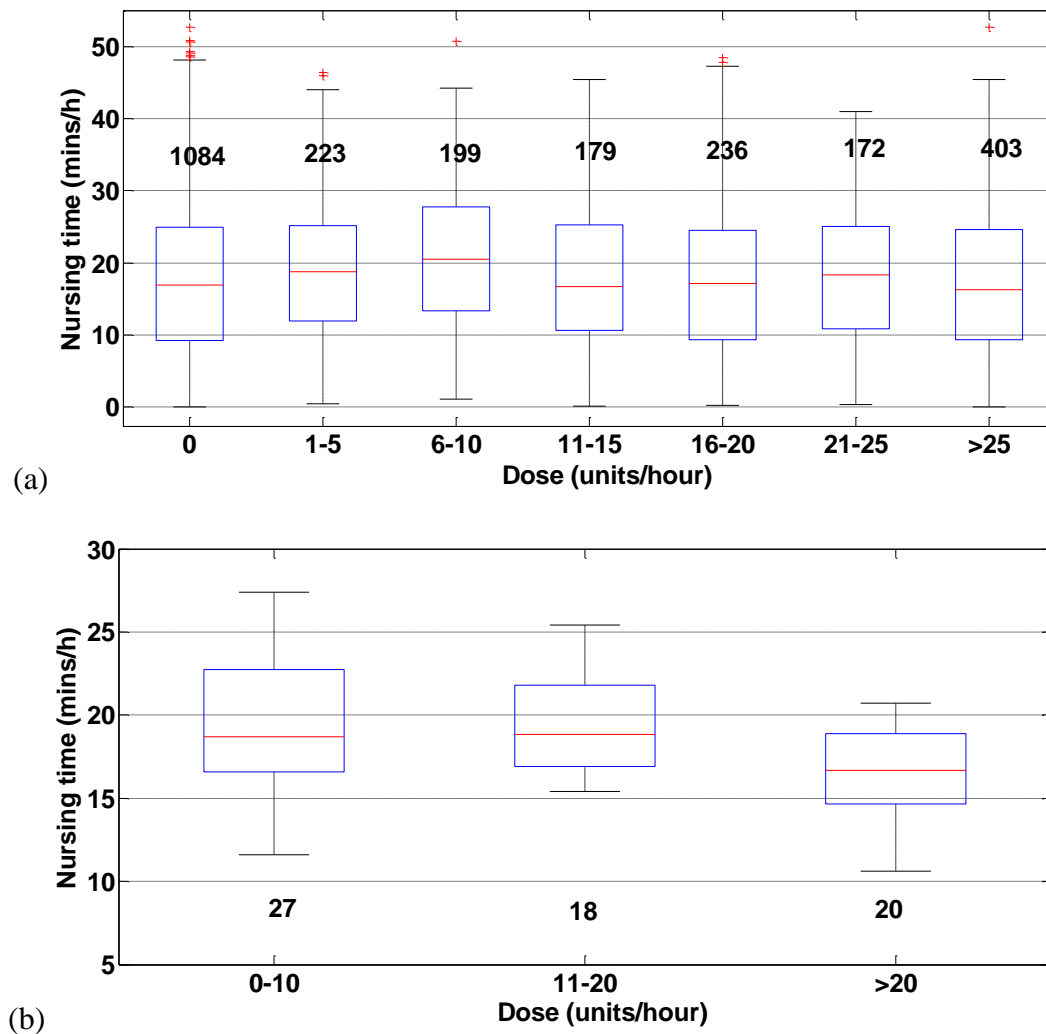 50
40
1084 223 199 179 236 172 403
30
20
10
0
Nursing time (mins/h)
0 1-5 6-10 11-15 16-20 21-25 >25
Dose (units/hour)
(a)
30
25
20
15
10
27 18 20
5
Nursing time (mins/h)
0-10 11-20 >20
Dose (units/hour)
(b)